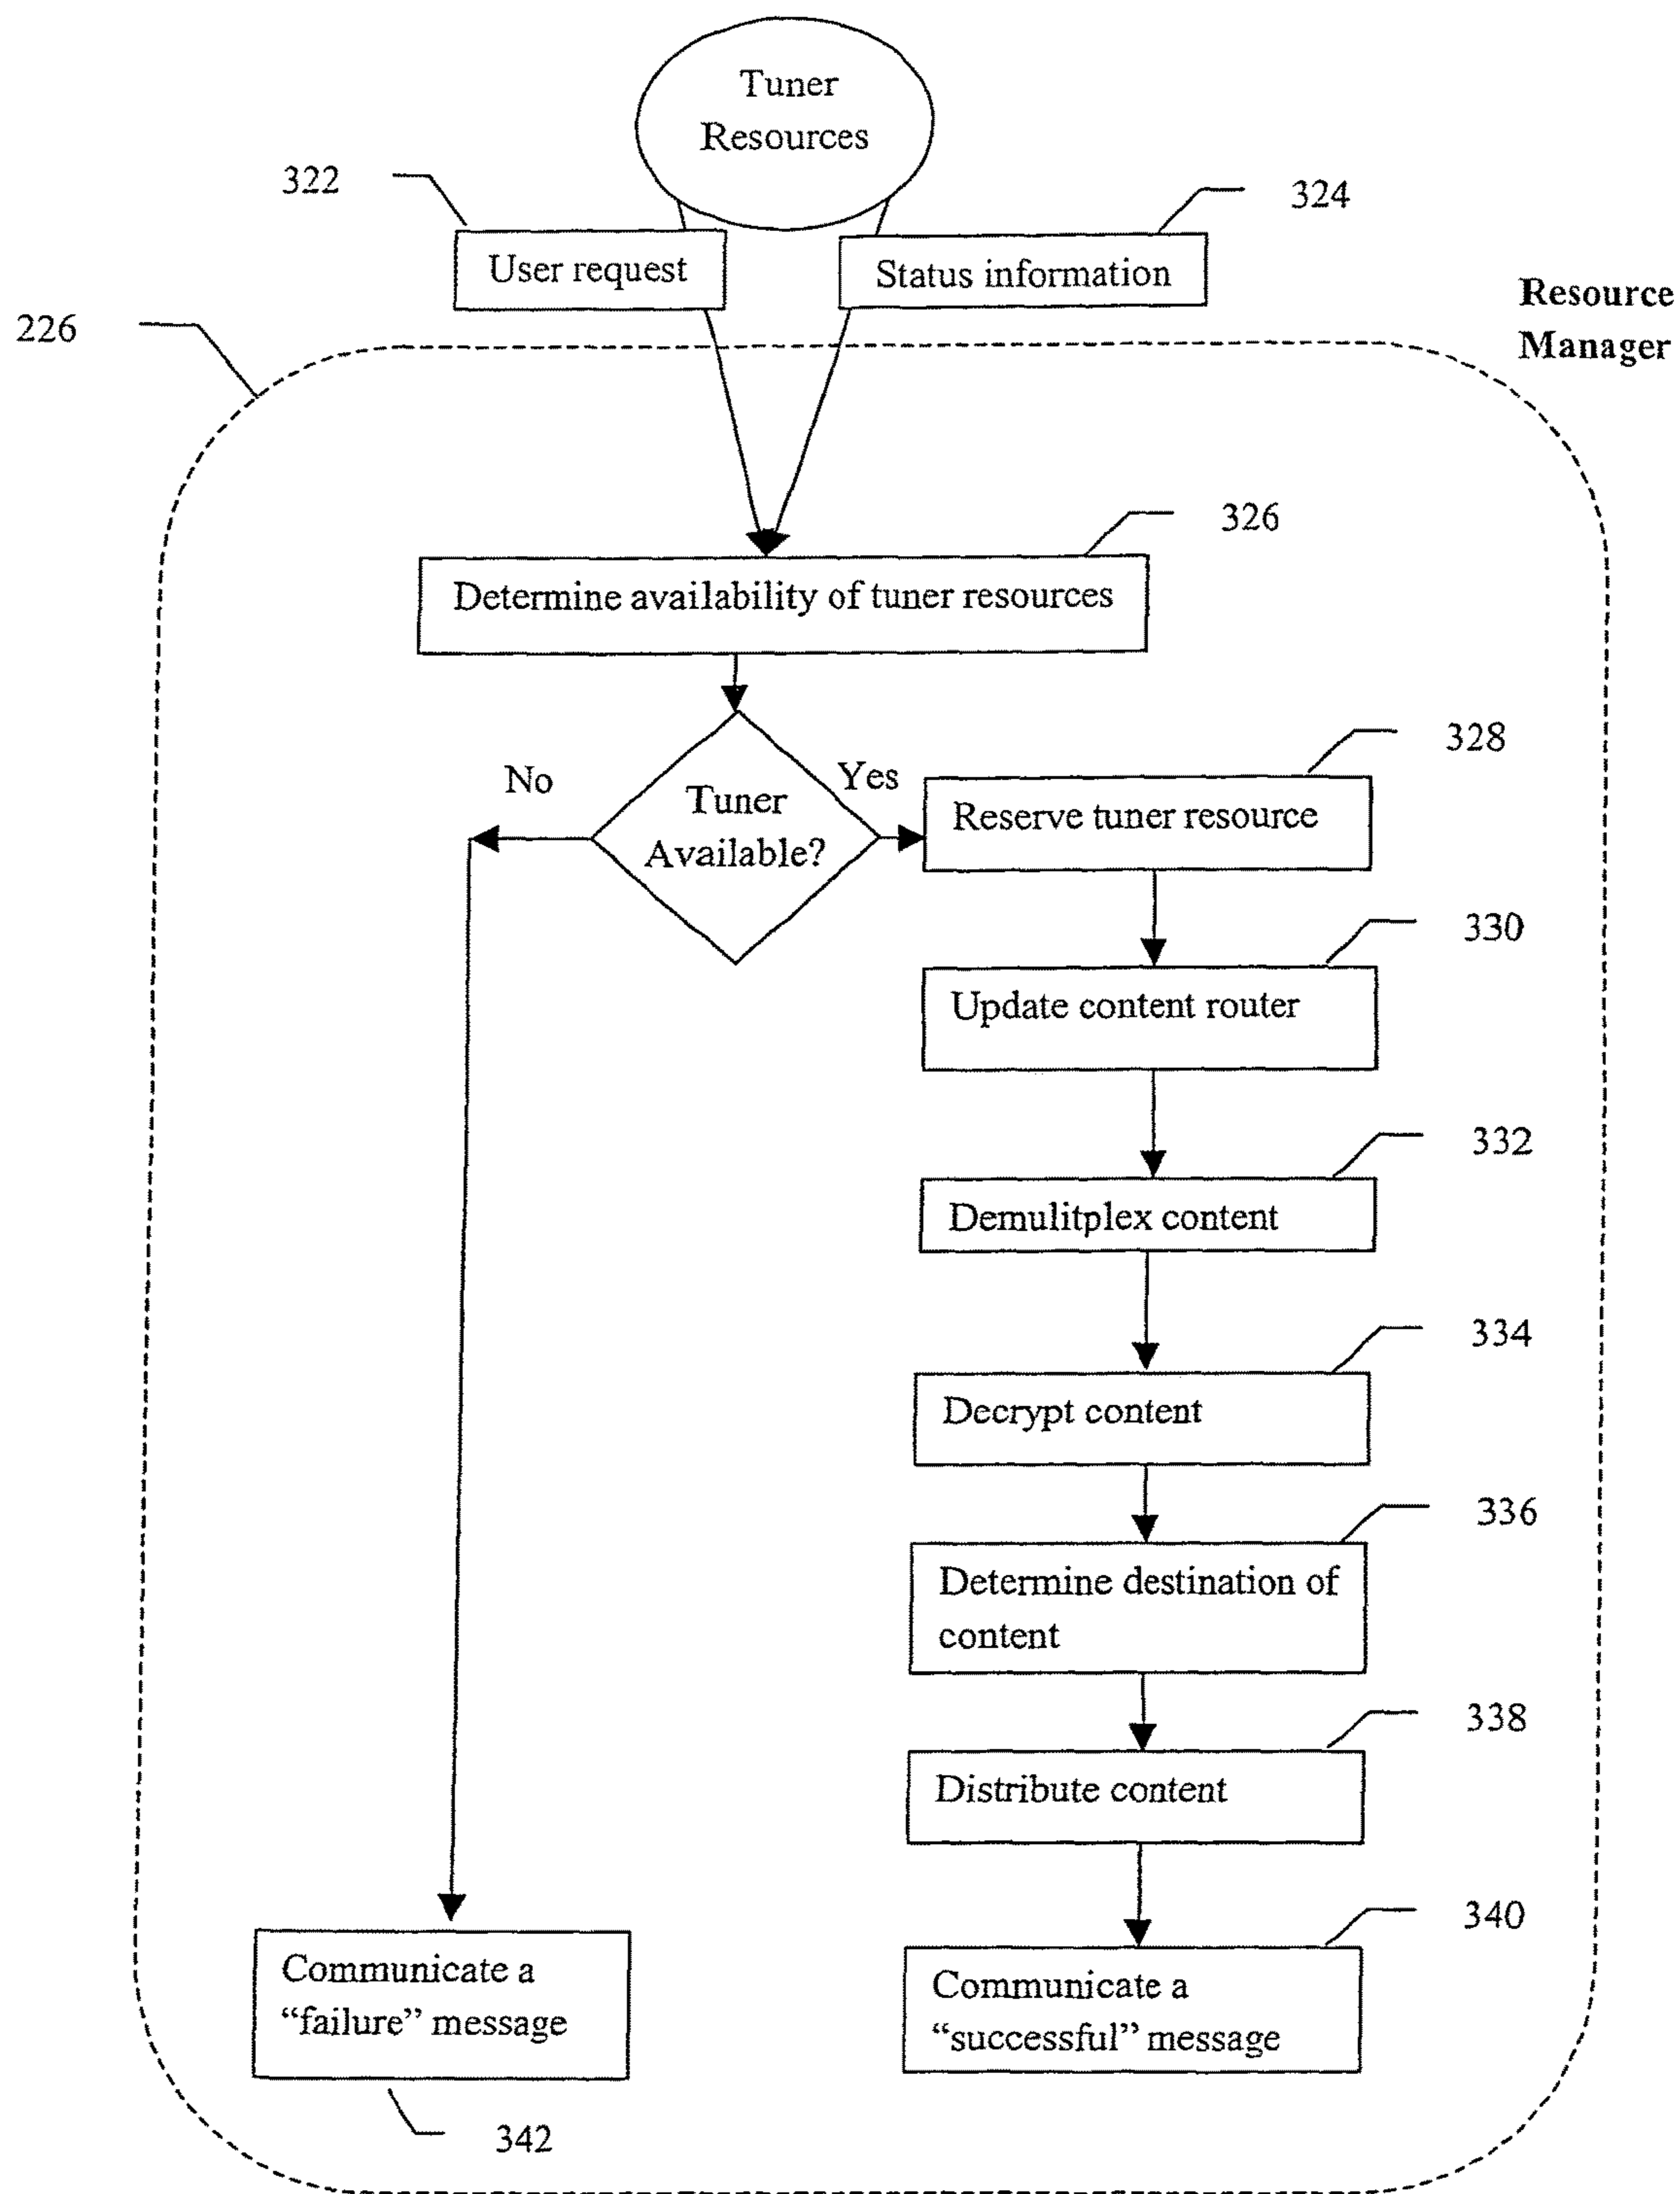 Tuner
Resources
322
324
User request
Status information
Resource
Manager
226
326
Determine availability of tuner resources
328
No
Yes
Tuner
Available?
Reserve tuner resource
330
Update content router
332
Demulitplex content
334
Decrypt content
336
Determine destination of
content
338
Distribute content
340
Communicate a
“failure” message
Communicate a
“successful” message
342